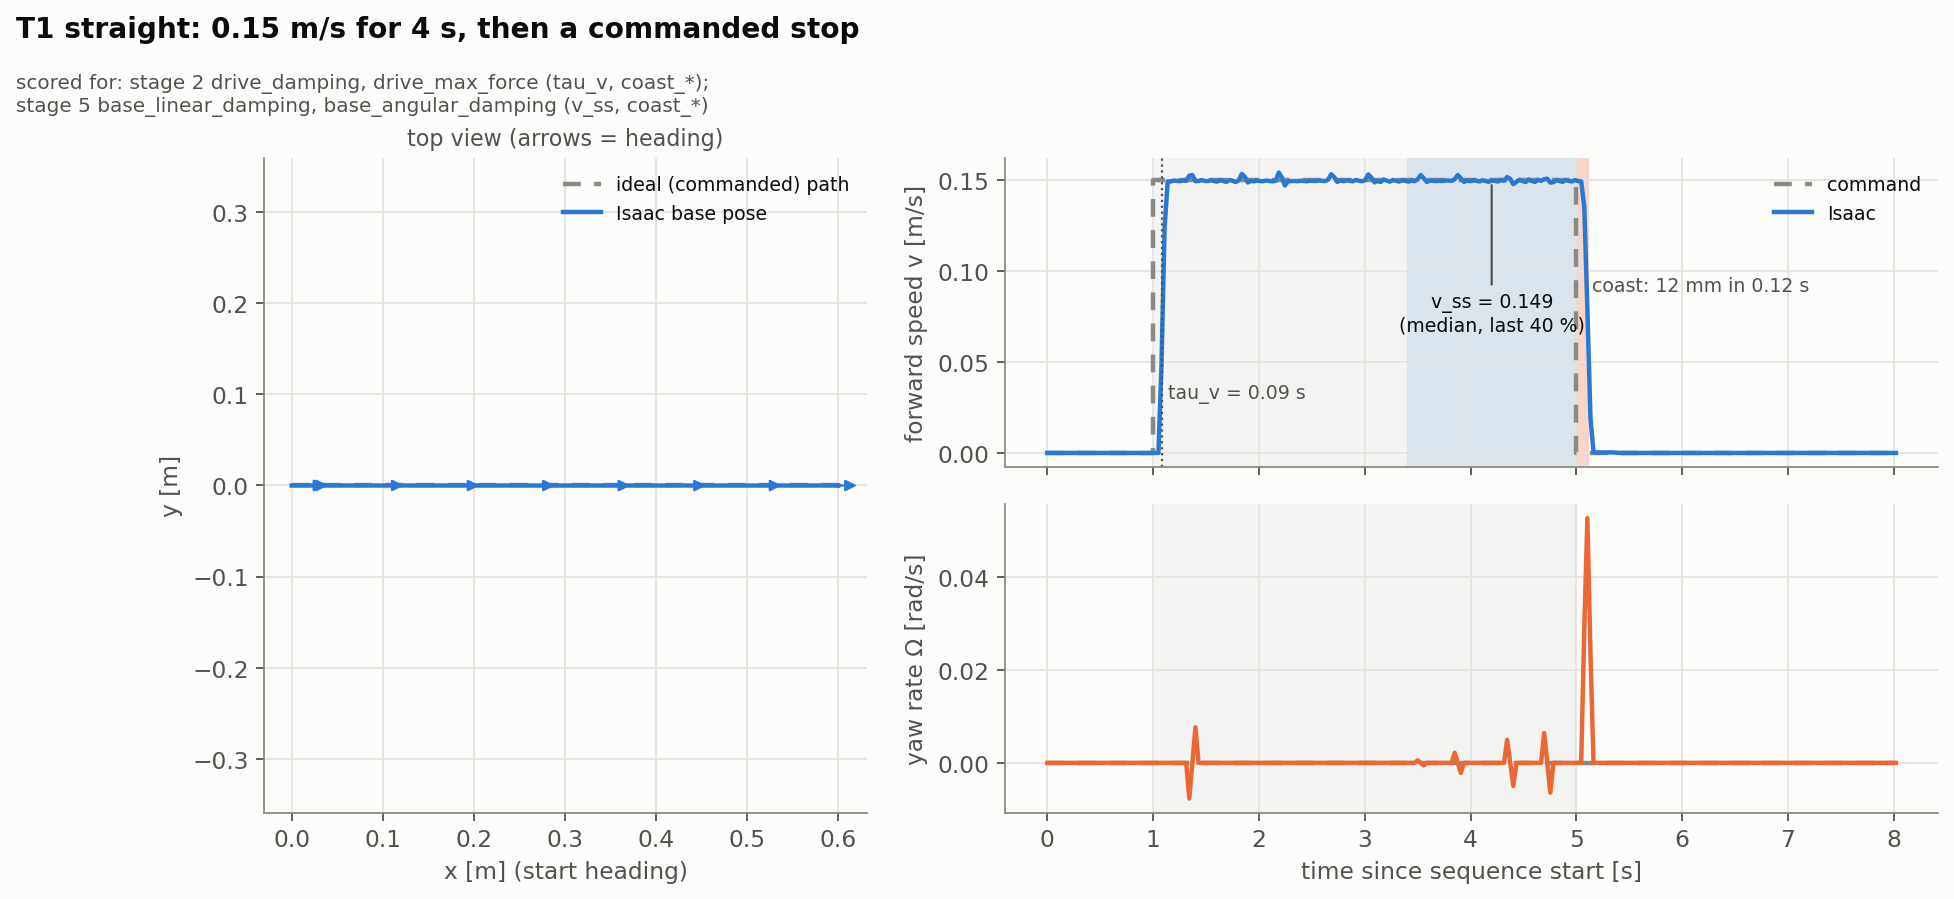 T1 straight: 0.15 m/s for 4 s, then a commanded stop
scored for: stage 2 drive_damping, drive_max_force (tau_v, coast_*);
stage 5 base_linear_damping, base_angular_damping (v_ss, coast_*)
top view (arrows = heading)
ideal (commanded) path
Isaac base pose
0.3
0.2
0.1
0.0
−0.1
−0.2
−0.3
y [m]
0.0 0.1 0.2 0.3 0.4 0.5 0.6
x [m] (start heading)
command
Isaac
0.15
0.10
0.05
0.00
forward speed v [m/s]
coast: 12 mm in 0.12 s
v_ss = 0.149
(median, last 40 %)
tau_v = 0.09 s
0.04
0.02
0.00
yaw rate Ω [rad/s]
0 1 2 3 4 5 6 7 8
time since sequence start [s]